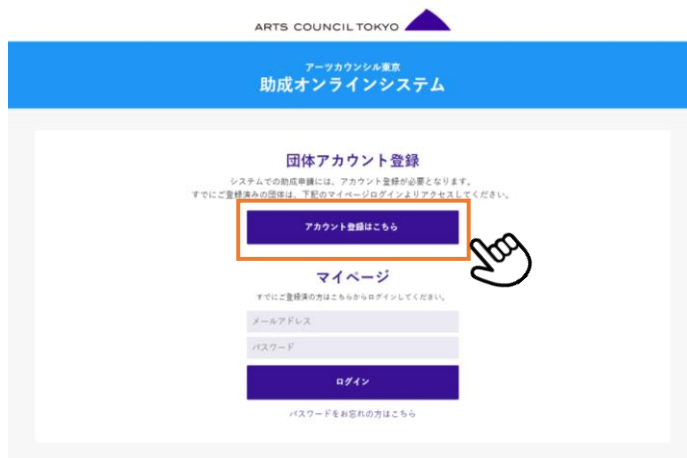 ARTS COUNCIL TOKYO
アーツカウンシル東京
助成オンラインシステム
団体アカウント登録
システムでの助成申請には、アカウント登録が必要となります。
すでにご登録済みの団体は、下記のマイページログインよりアクセスしてください。
アカウント登録はこちら
マイページ
すでにご登録済の方はこちらからログインしてください。
メールアドレス
パスワード
ログイン
パスワードをお忘れの方はこちら